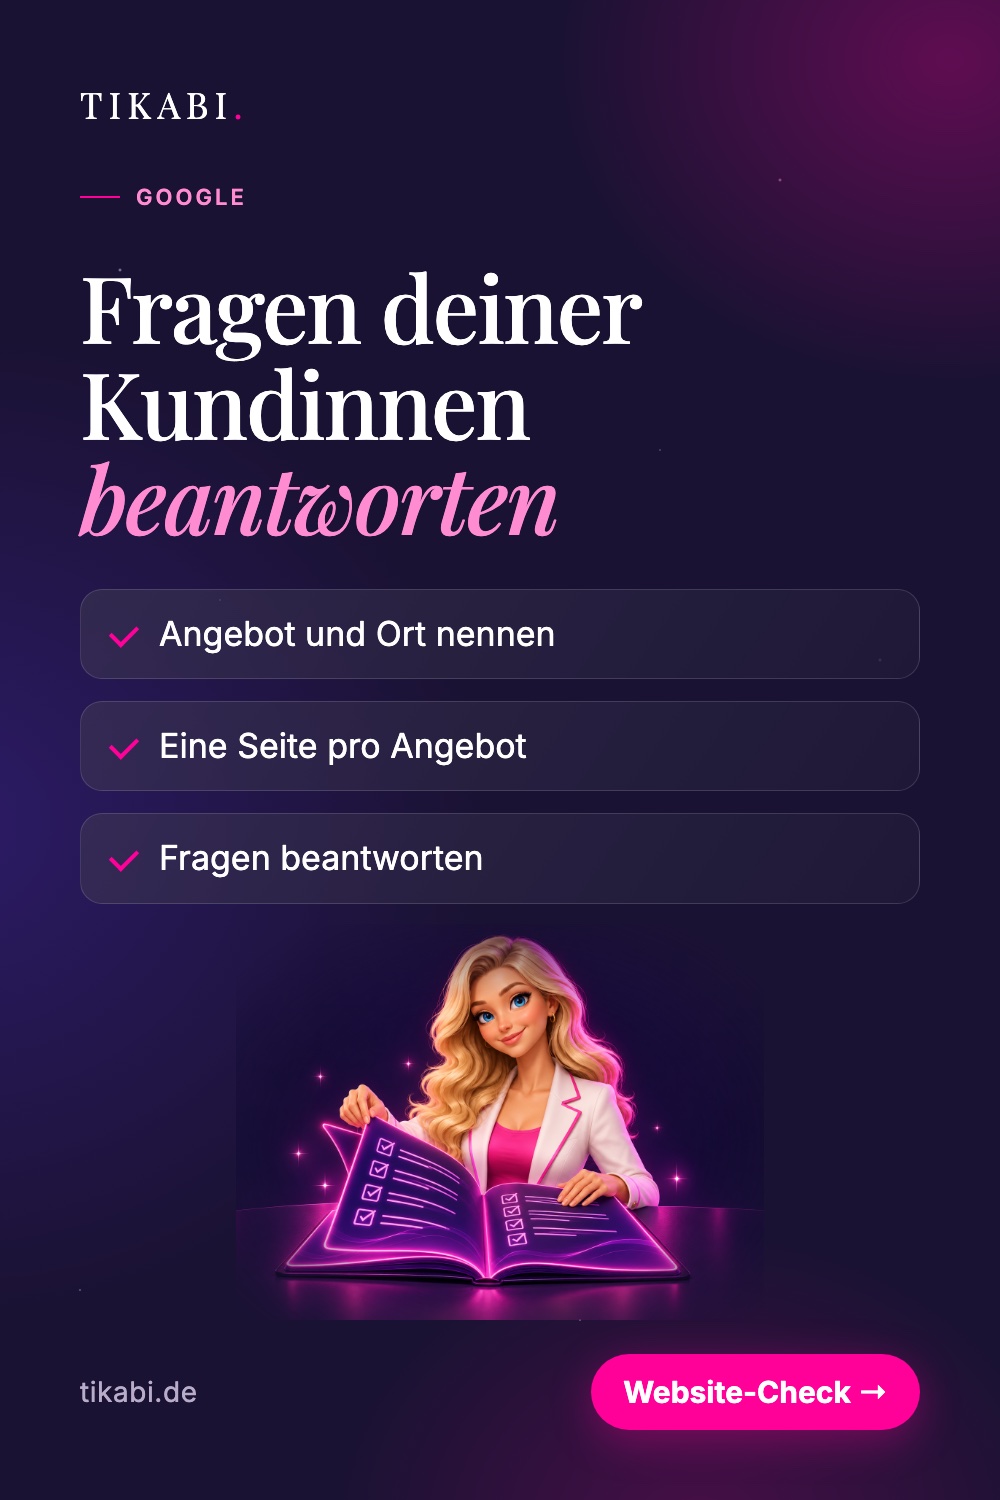 TIKABI.
GOOGLE
Fragen deiner
Kundinnen
beantworten
Angebot und Ort nennen
Eine Seite pro Angebot
Fragen beantworten
tikabi.de
Website-Check →